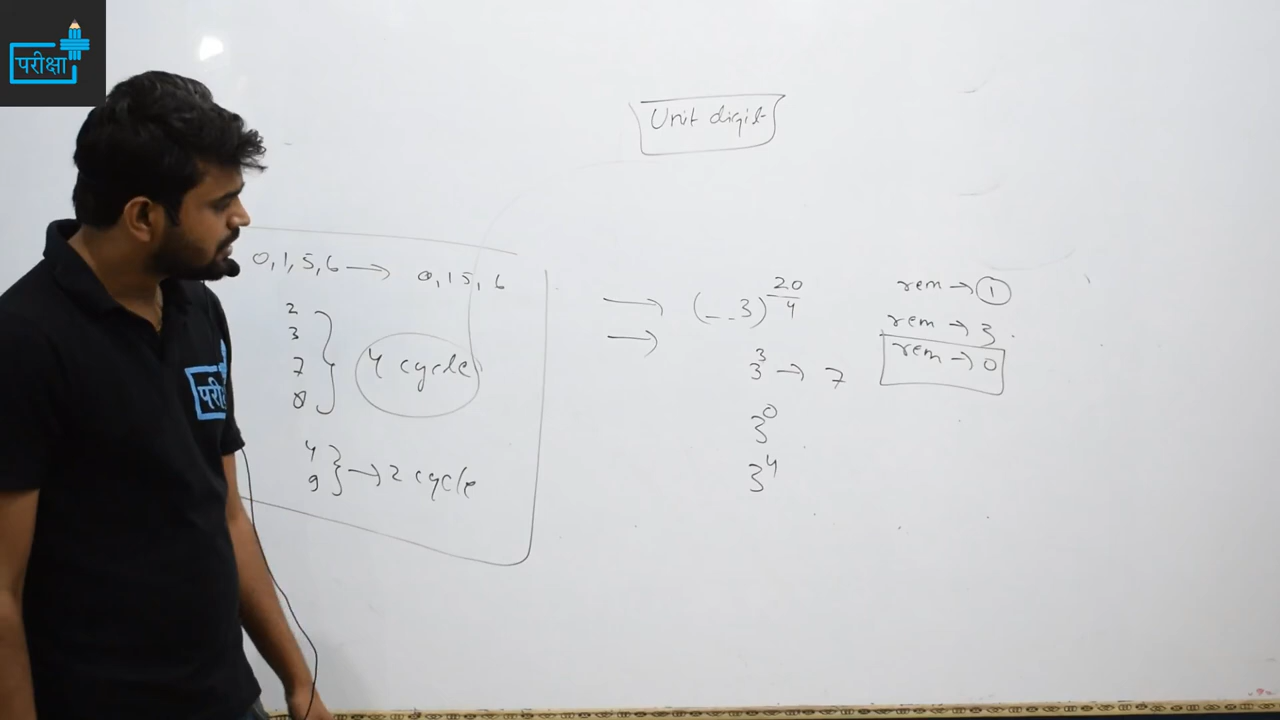 परीक्षा
Unit digit
0, 1, 5, 6 → 0, 1 5, 6
2
3
7
8
} 4 cycle
4
9
} → 2 cycle
→ (_ _ 3)^20/4
→
3^3 → 7
3^0
3^4
rem → 1
rem → 3
rem → 0
परी